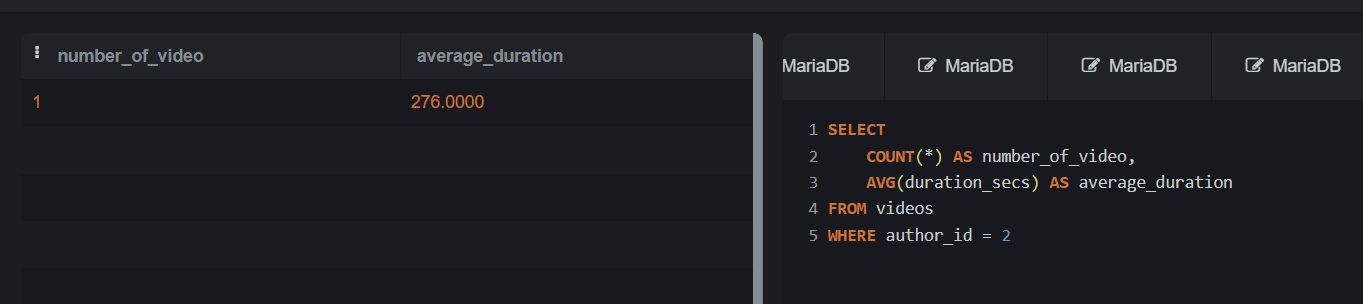 number_of_video average_duration
1 276.0000
MariaDB MariaDB MariaDB MariaDB
1 SELECT
2 COUNT(*) AS number_of_video,
3 AVG(duration_secs) AS average_duration
4 FROM videos
5 WHERE author_id = 2